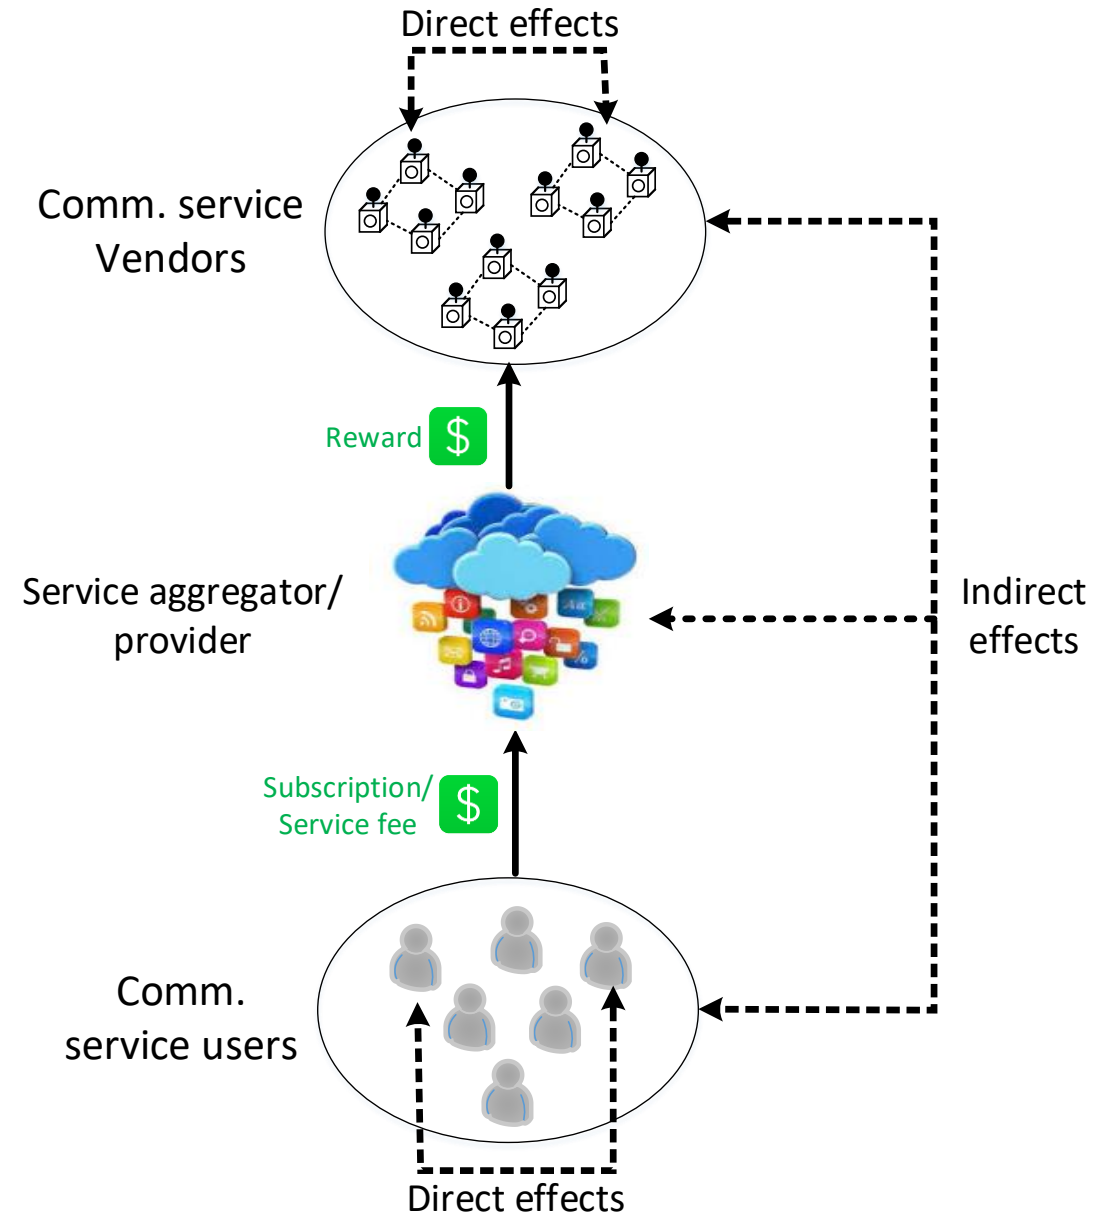 Direct effects
Comm. service
Vendors
Reward $
Service aggregator/
provider
Indirect
effects
Aa
%
Subscription/
Service fee $
Comm.
service users
Direct effects